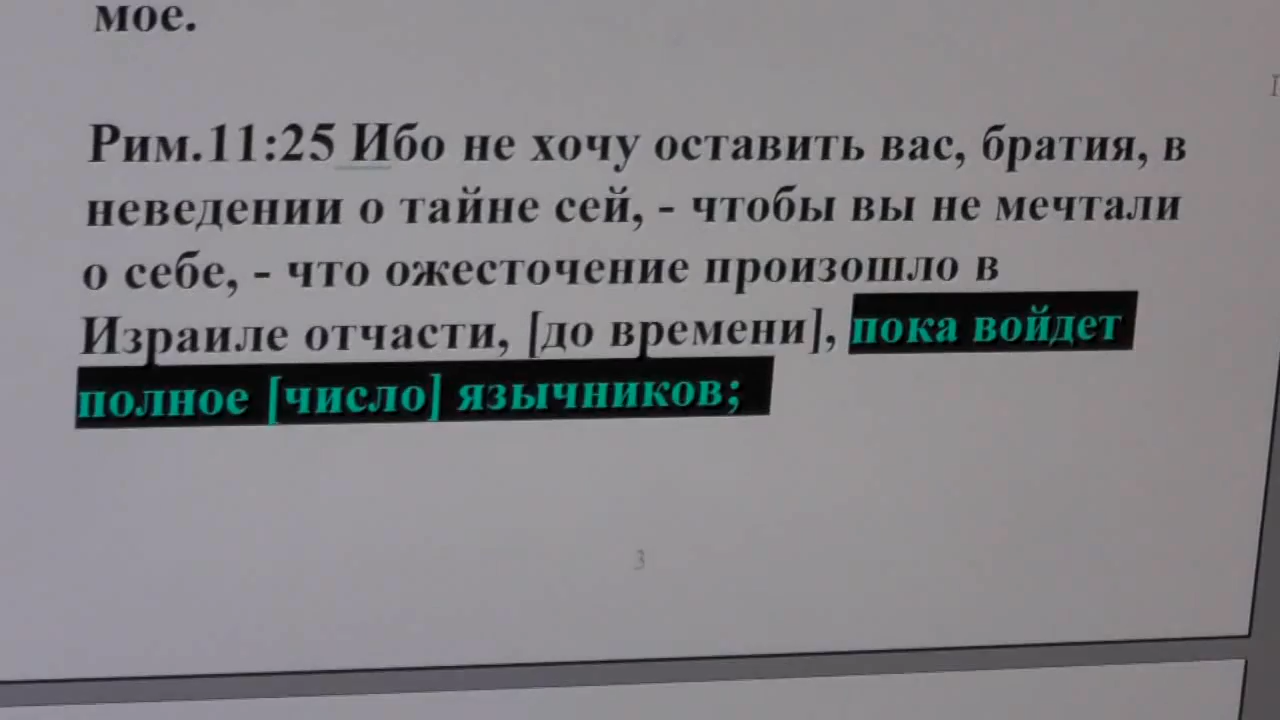 мое.
Рим.11:25 Ибо не хочу оставить вас, братия, в
неведении о тайне сей, - чтобы вы не мечтали
о себе, - что ожесточение произошло в
Израиле отчасти, [до времени], пока войдет
полное [число] язычников;
3